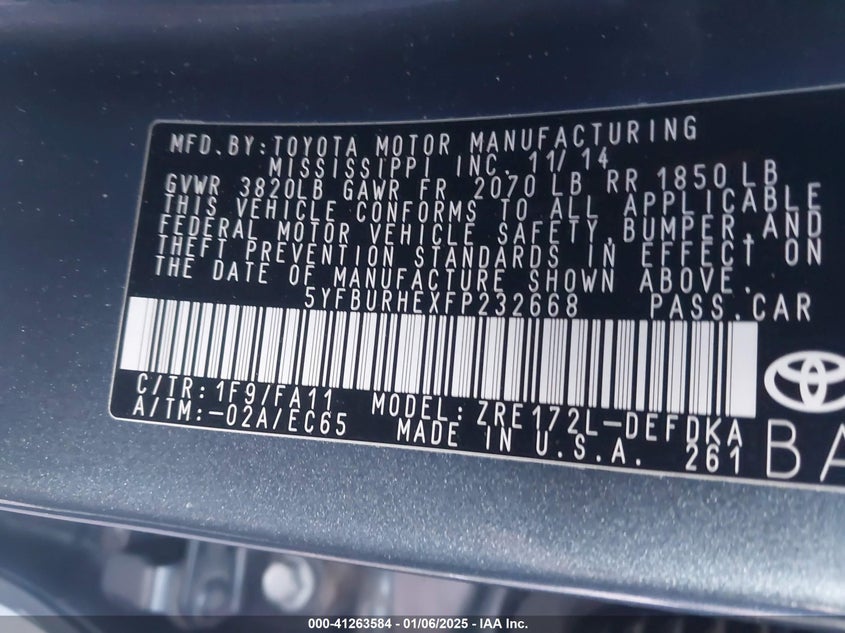 MFD. BY: TOYOTA MOTOR MANUFACTURING
MISSISSIPPI INC. 11/14
GVWR 3820LB GAWR FR 2070 LB RR 1850 LB
THIS VEHICLE CONFORMS TO ALL APPLICABLE
FEDERAL MOTOR VEHICLE SAFETY, BUMPER, AND
THEFT PREVENTION STANDARDS IN EFFECT ON
THE DATE OF MANUFACTURE SHOWN ABOVE.
5YFBURHEXFP232668 PASS. CAR
C/TR: 1F9/FA11 MODEL: ZRE172L-DEFDKA
A/TM: -02A/EC65 MADE IN U.S.A. 261
BA
000-41263584 - 01/06/2025 - IAA Holdings, Inc.